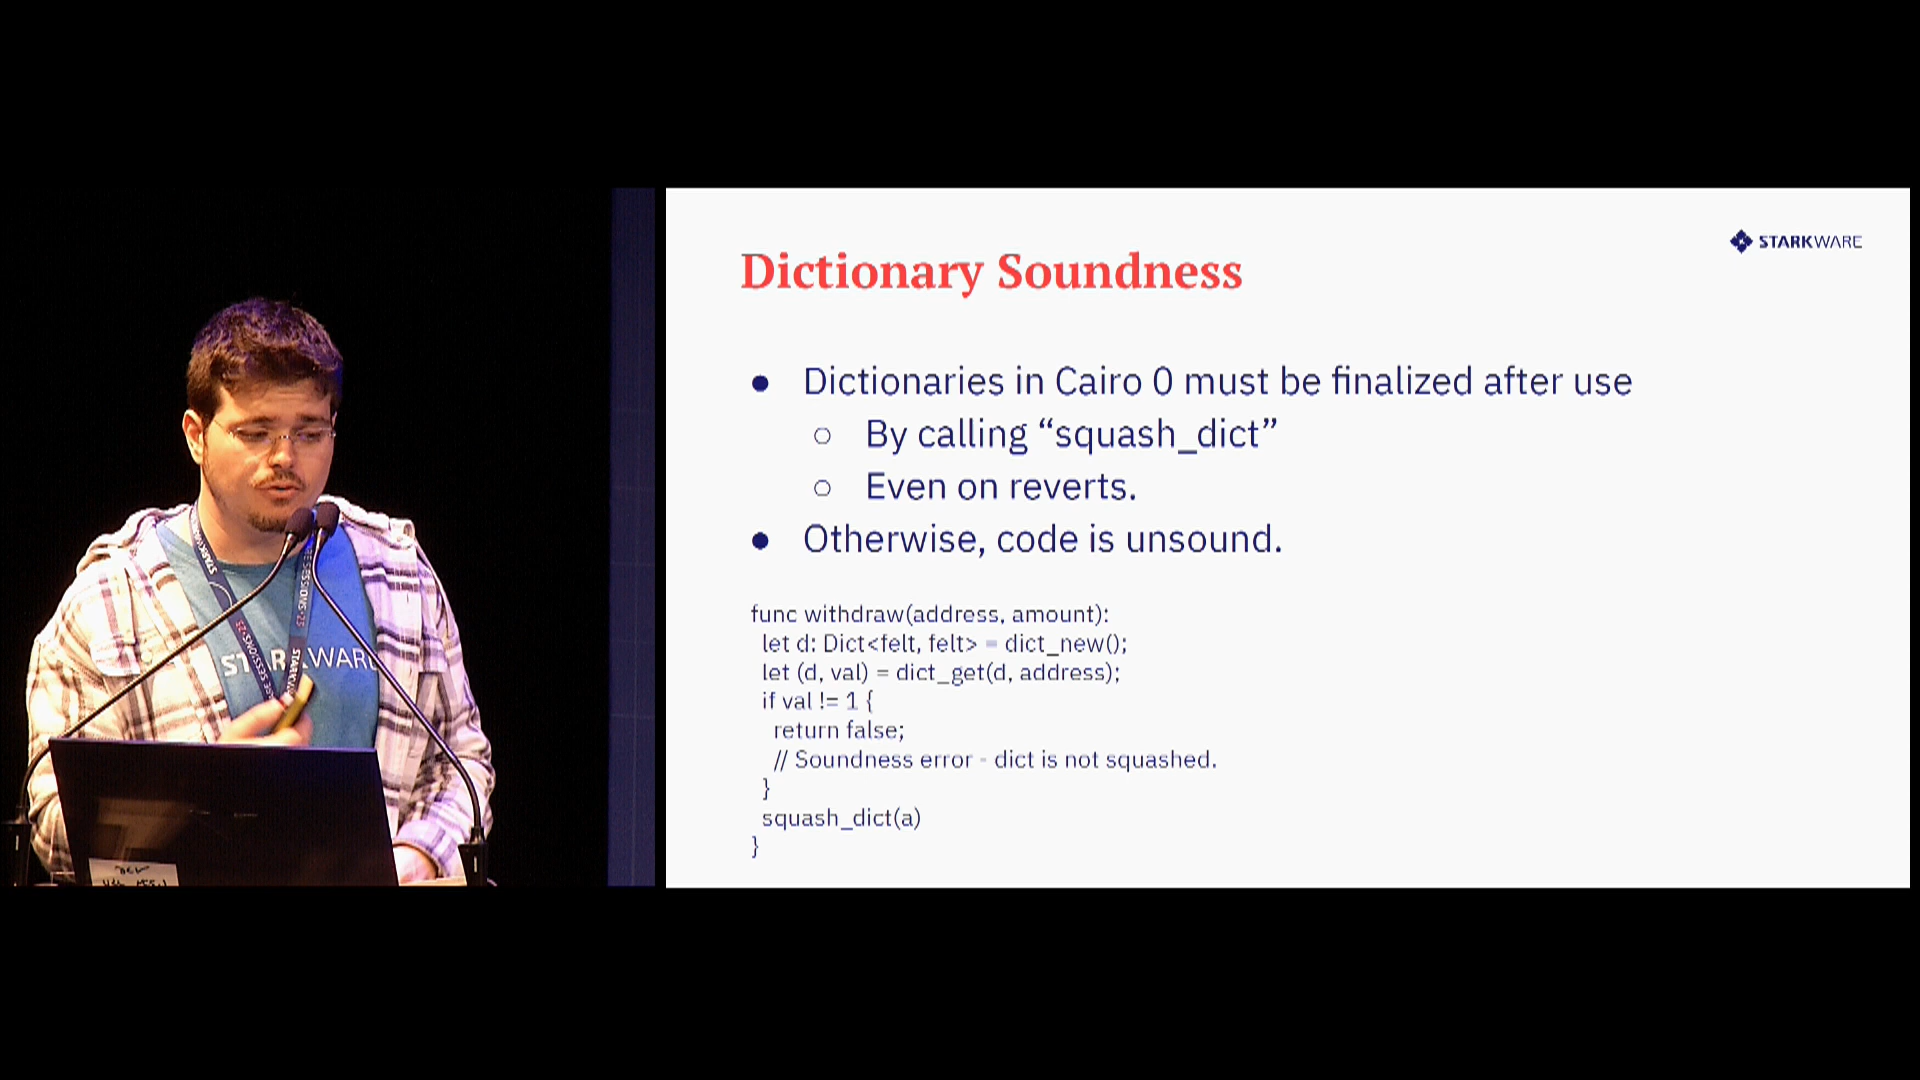 STARKWARE
Dictionary Soundness
● Dictionaries in Cairo 0 must be finalized after use
○ By calling “squash_dict”
○ Even on reverts.
● Otherwise, code is unsound.
func withdraw(address, amount):
let d: Dict<felt, felt> = dict_new();
let (d, val) = dict_get(d, address);
if val != 1 {
return false;
// Soundness error - dict is not squashed.
}
squash_dict(a)
}